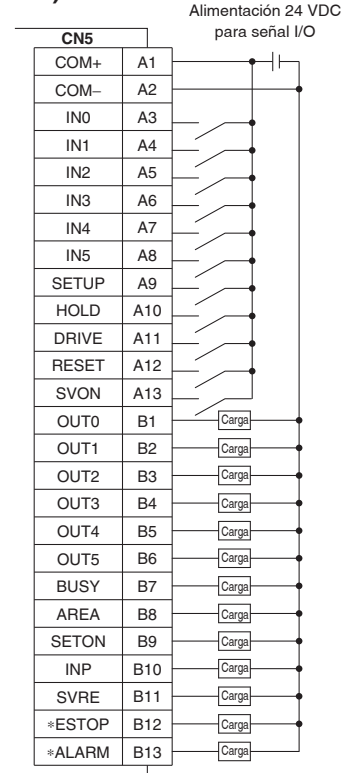 Alimentación 24 VDC
para señal I/O
CN5
COM+ A1
COM– A2
IN0 A3
IN1 A4
IN2 A5
IN3 A6
IN4 A7
IN5 A8
SETUP A9
HOLD A10
DRIVE A11
RESET A12
SVON A13
OUT0 B1 Carga
OUT1 B2 Carga
OUT2 B3 Carga
OUT3 B4 Carga
OUT4 B5 Carga
OUT5 B6 Carga
BUSY B7 Carga
AREA B8 Carga
SETON B9 Carga
INP B10 Carga
SVRE B11 Carga
*ESTOP B12 Carga
*ALARM B13 Carga